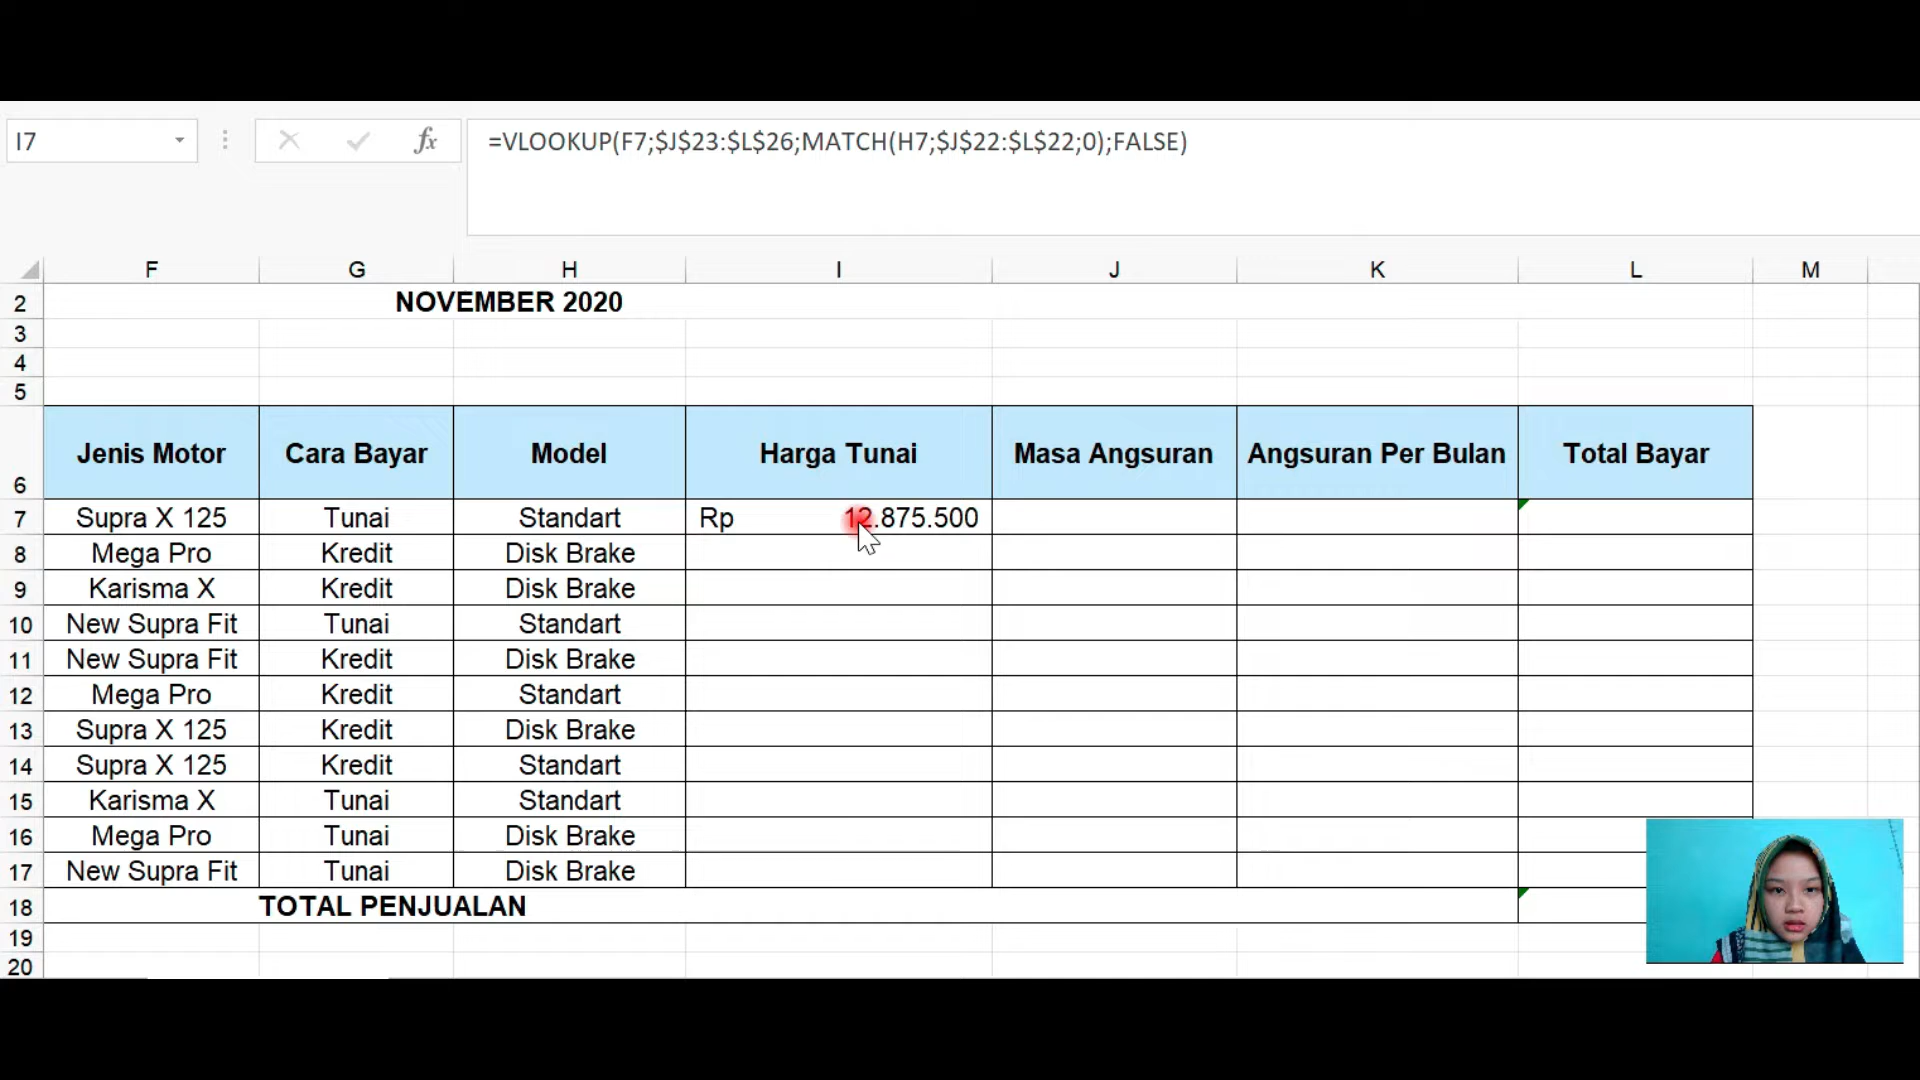 I7 fx =VLOOKUP(F7;$J$23:$L$26;MATCH(H7;$J$22:$L$22;0);FALSE)
F G H I J K L M
2 NOVEMBER 2020
3
4
5
6 Jenis Motor Cara Bayar Model Harga Tunai Masa Angsuran Angsuran Per Bulan Total Bayar
7 Supra X 125 Tunai Standart Rp 12.875.500
8 Mega Pro Kredit Disk Brake
9 Karisma X Kredit Disk Brake
10 New Supra Fit Tunai Standart
11 New Supra Fit Kredit Disk Brake
12 Mega Pro Kredit Standart
13 Supra X 125 Kredit Disk Brake
14 Supra X 125 Kredit Standart
15 Karisma X Tunai Standart
16 Mega Pro Tunai Disk Brake
17 New Supra Fit Tunai Disk Brake
18 TOTAL PENJUALAN
19
20